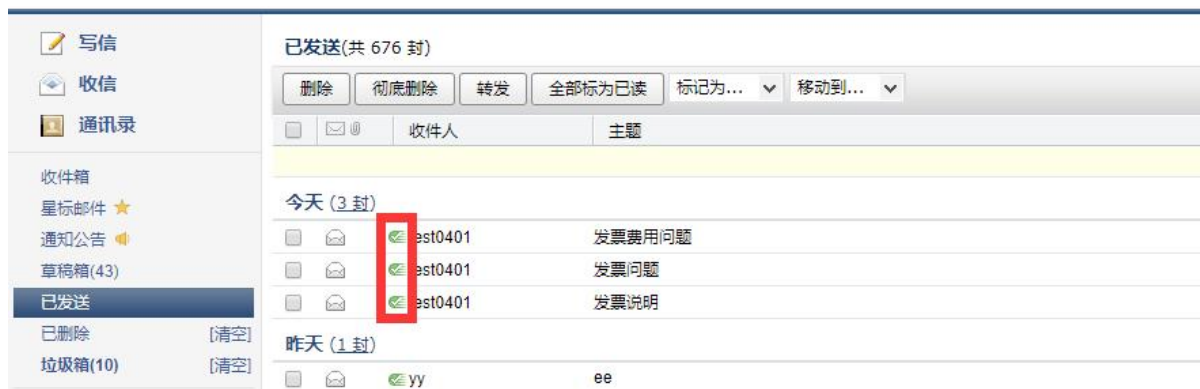 写信
收信
通讯录
收件箱
星标邮件
通知公告
草稿箱(43)
已发送
已删除 [清空]
垃圾箱(10) [清空]
已发送(共 676 封)
删除 彻底删除 转发 全部标为已读 标记为... 移动到...
收件人 主题
今天 (3 封)
est0401 发票费用问题
est0401 发票问题
est0401 发票说明
昨天 (1 封)
yy ee